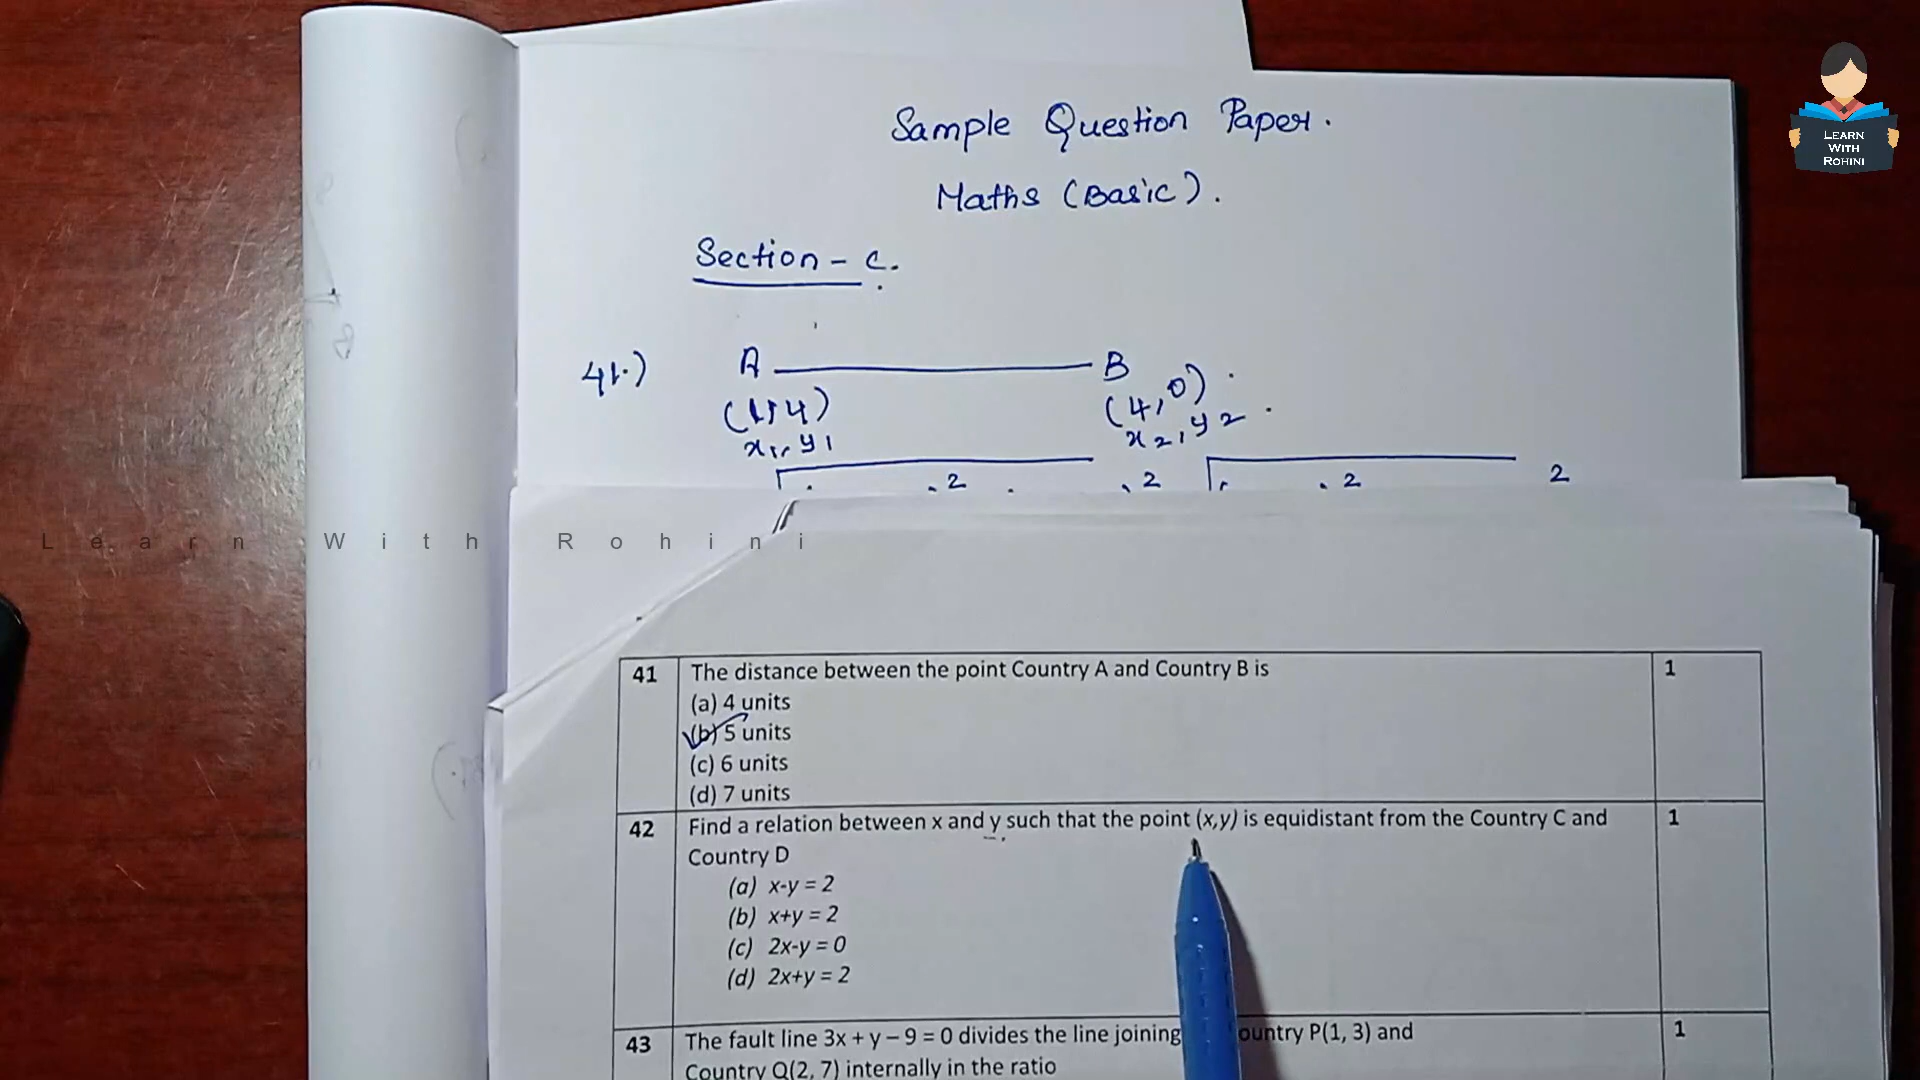 LEARN
WITH
ROHINI
Sample Question Paper.
Maths (Basic).
Section - C.
41.) A B
(1,4) (4,0)
x1, y1 x2, y2
2 2 2 2
Learn With Rohini
41 The distance between the point Country A and Country B is 1
(a) 4 units
(b) 5 units
(c) 6 units
(d) 7 units
42 Find a relation between x and y such that the point (x,y) is equidistant from the Country C and 1
Country D
(a) x-y = 2
(b) x+y = 2
(c) 2x-y = 0
(d) 2x+y = 2
43 The fault line 3x + y – 9 = 0 divides the line joining ountry P(1, 3) and 1
Country Q(2, 7) internally in the ratio